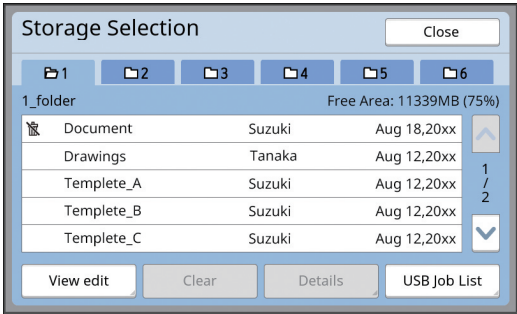 Storage Selection Close
1 2 3 4 5 6
1_folder Free Area: 11339MB (75%)
Document Suzuki Aug 18,20xx
Drawings Tanaka Aug 12,20xx
Templete_A Suzuki Aug 12,20xx
Templete_B Suzuki Aug 12,20xx
Templete_C Suzuki Aug 12,20xx
1
/
2
View edit Clear Details USB Job List